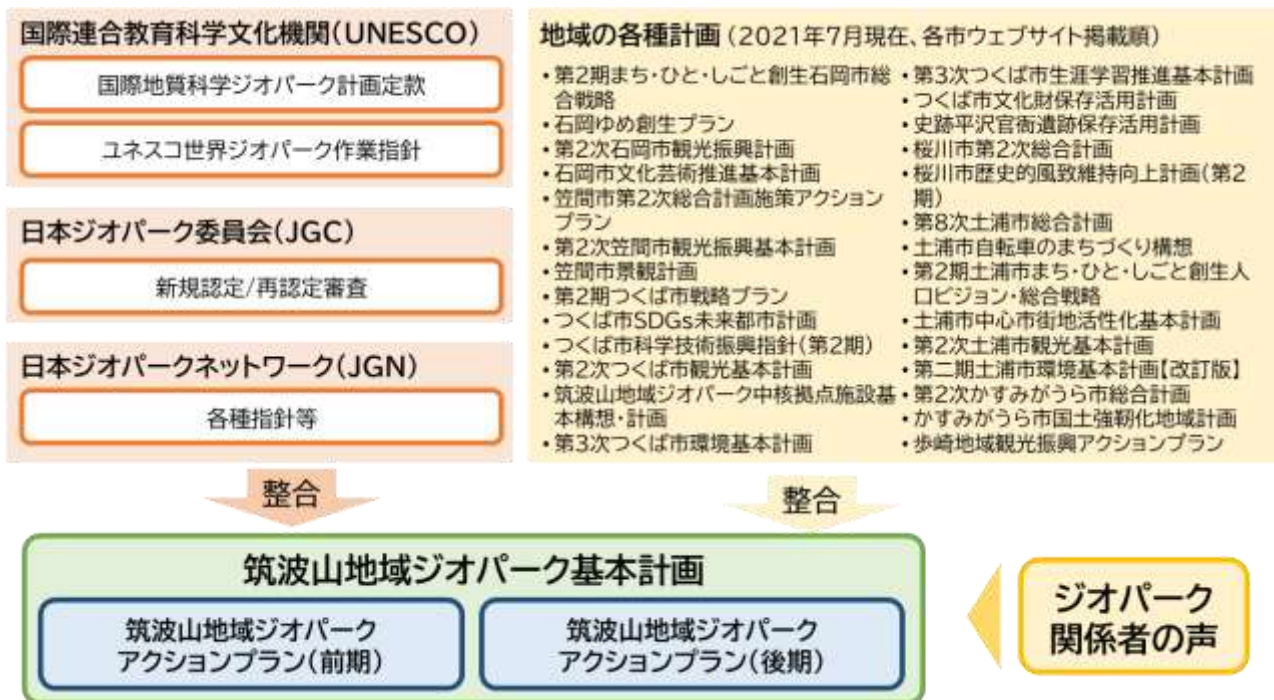 国際連合教育科学文化機関(UNESCO)
国際地質科学ジオパーク計画定款
ユネスコ世界ジオパーク作業指針
日本ジオパーク委員会(JGC)
新規認定/再認定審査
日本ジオパークネットワーク(JGN)
各種指針等
整合
地域の各種計画 (2021年7月現在、各市ウェブサイト掲載順)
・第2期まち・ひと・しごと創生石岡市総
合戦略
・石岡ゆめ創生プラン
・第2次石岡市観光振興計画
・石岡市文化芸術推進基本計画
・笠間市第2次総合計画施策アクション
プラン
・第2次笠間市観光振興基本計画
・笠間市景観計画
・第2期つくば市戦略プラン
・つくば市SDGs未来都市計画
・つくば市科学技術振興指針(第2期)
・第2次つくば市観光基本計画
・筑波山地域ジオパーク中核拠点施設基
本構想・計画
・第3次つくば市環境基本計画
・第3次つくば市生涯学習推進基本計画
・つくば市文化財保存活用計画
・史跡平沢官衙遺跡保存活用計画
・桜川市第2次総合計画
・桜川市歴史的風致維持向上計画(第2
期)
・第8次土浦市総合計画
・土浦市自転車のまちづくり構想
・第2期土浦市まち・ひと・しごと創生人
口ビジョン・総合戦略
・土浦市中心市街地活性化基本計画
・第2次土浦市観光基本計画
・第二期土浦市環境基本計画【改訂版】
・第2次かすみがうら市総合計画
・かすみがうら市国土強靭化地域計画
・歩崎地域観光振興アクションプラン
整合
筑波山地域ジオパーク基本計画
筑波山地域ジオパーク
アクションプラン(前期)
筑波山地域ジオパーク
アクションプラン(後期)
ジオパーク
関係者の声